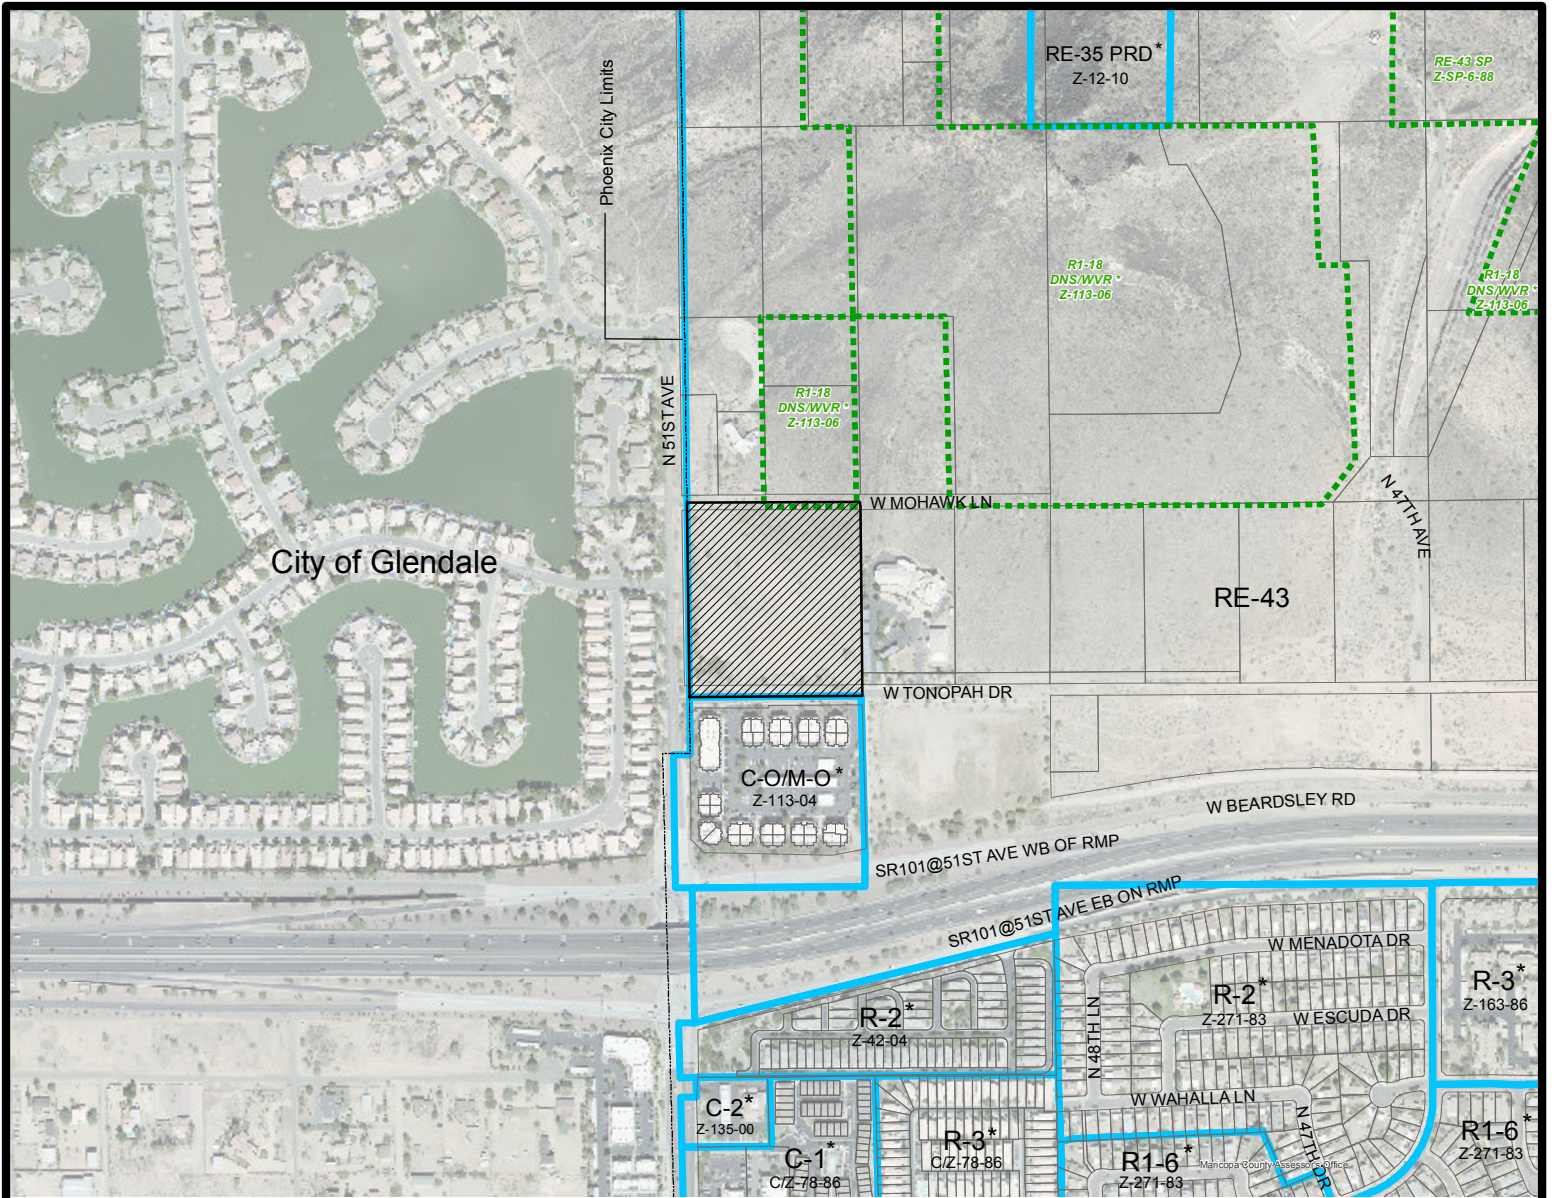 RE-35 PRD*
Z-12-10
RE-43 SP
Z-SP-6-88
Phoenix City Limits
R1-18
DNS/WVR *
Z-113-06
R1-18
DNS/WVR *
Z-113-06
R1-18
DNS/WVR *
Z-113-06
N 51ST AVE
W MOHAWK LN
N 47TH AVE
City of Glendale
RE-43
W TONOPAH DR
C-O/M-O *
Z-113-04
W BEARDSLEY RD
SR101@51ST AVE WB OF RMP
SR101@51ST AVE EB ON RMP
W MENADOTA DR
R-3*
Z-163-86
R-2*
Z-271-83
W ESCUDA DR
R-2*
Z-42-04
N 48TH LN
W WAHALLA LN
C-2*
Z-135-00
N 47TH DR
R1-6*
Z-271-83
R-3*
C/Z-78-86
C-1*
C/Z-78-86
R1-6*
Z-271-83
Maricopa County Assessor's Office